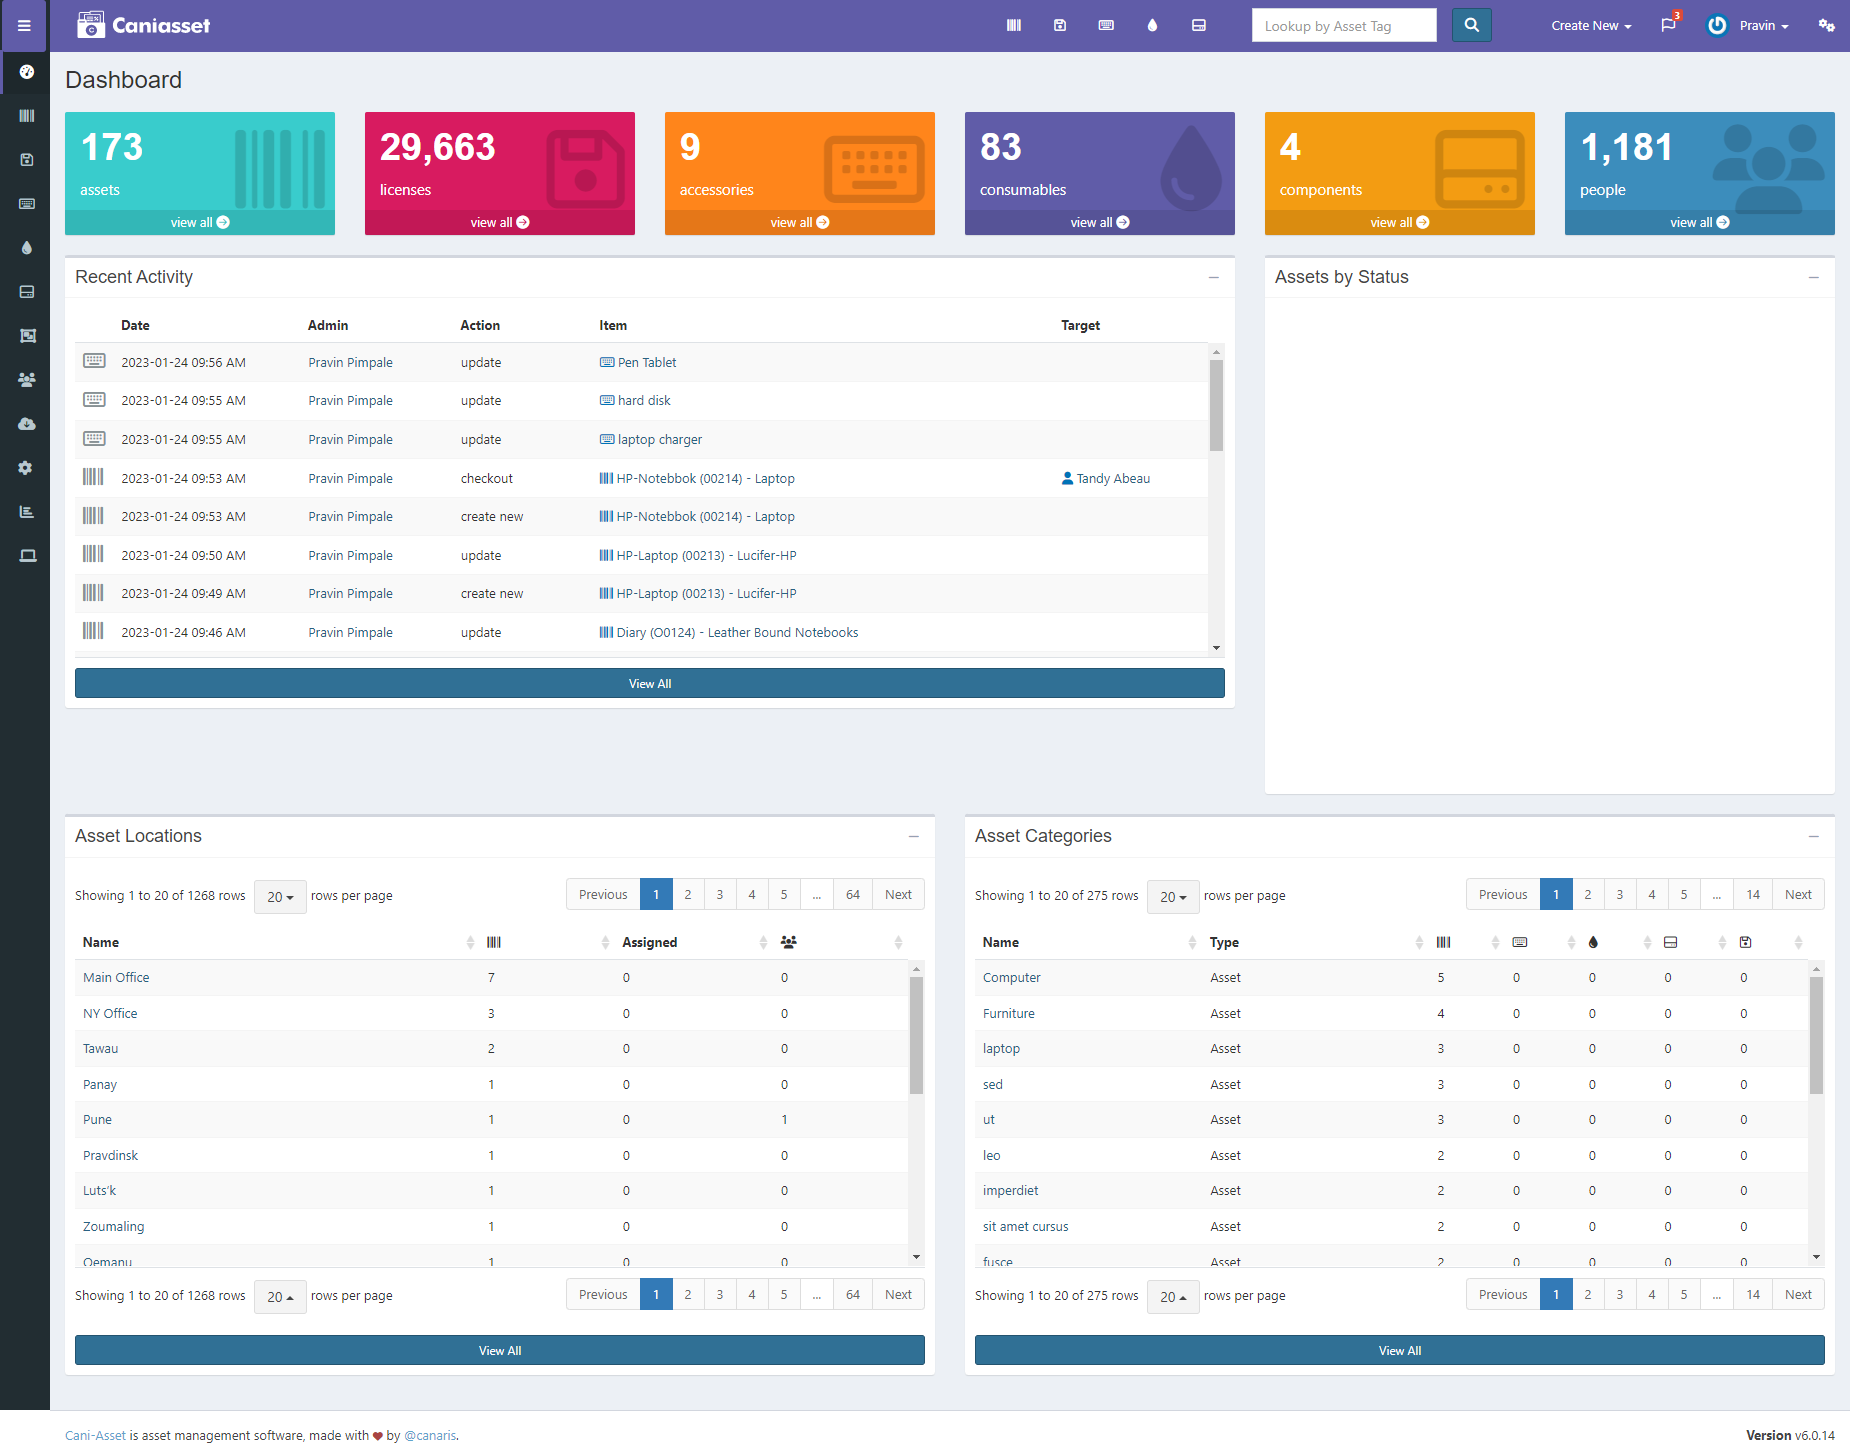 Caniasset
Lookup by Asset Tag
Create New
3
Pravin
Dashboard
173
assets
view all
29,663
licenses
view all
9
accessories
view all
83
consumables
view all
4
components
view all
1,181
people
view all
Recent Activity
Date Admin Action Item Target
2023-01-24 09:56 AM Pravin Pimpale update Pen Tablet
2023-01-24 09:55 AM Pravin Pimpale update hard disk
2023-01-24 09:55 AM Pravin Pimpale update laptop charger
2023-01-24 09:53 AM Pravin Pimpale checkout HP-Notebbok (00214) - Laptop Tandy Abeau
2023-01-24 09:53 AM Pravin Pimpale create new HP-Notebbok (00214) - Laptop
2023-01-24 09:50 AM Pravin Pimpale update HP-Laptop (00213) - Lucifer-HP
2023-01-24 09:49 AM Pravin Pimpale create new HP-Laptop (00213) - Lucifer-HP
2023-01-24 09:46 AM Pravin Pimpale update Diary (O0124) - Leather Bound Notebooks
View All
Assets by Status
Asset Locations
Showing 1 to 20 of 1268 rows 20 rows per page Previous 1 2 3 4 5 ... 64 Next
Name Assigned
Main Office 7 0 0
NY Office 3 0 0
Tawau 2 0 0
Panay 1 0 0
Pune 1 0 1
Pravdinsk 1 0 0
Luts'k 1 0 0
Zoumaling 1 0 0
Oemanu 1 0 0
Showing 1 to 20 of 1268 rows 20 rows per page Previous 1 2 3 4 5 ... 64 Next
View All
Asset Categories
Showing 1 to 20 of 275 rows 20 rows per page Previous 1 2 3 4 5 ... 14 Next
Name Type
Computer Asset 5 0 0 0 0
Furniture Asset 4 0 0 0 0
laptop Asset 3 0 0 0 0
sed Asset 3 0 0 0 0
ut Asset 3 0 0 0 0
leo Asset 2 0 0 0 0
imperdiet Asset 2 0 0 0 0
sit amet cursus Asset 2 0 0 0 0
fusce Asset 2 0 0 0 0
Showing 1 to 20 of 275 rows 20 rows per page Previous 1 2 3 4 5 ... 14 Next
View All
Cani-Asset is asset management software, made with ♥ by @canaris.
Version v6.0.14